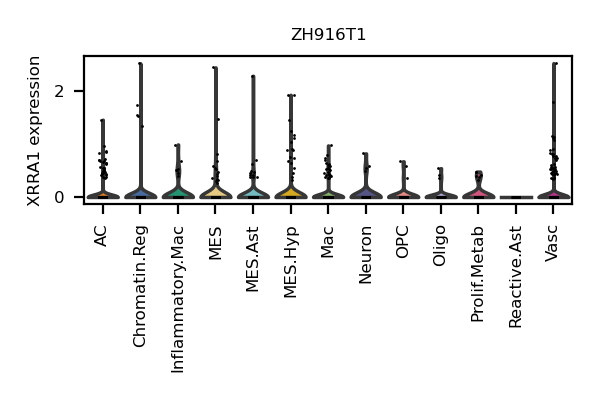 ZH916T1
XRRA1 expression
2
0
AC
Chromatin.Reg
Inflammatory.Mac
MES
MES.Ast
MES.Hyp
Mac
Neuron
OPC
Oligo
Prolif.Metab
Reactive.Ast
Vasc